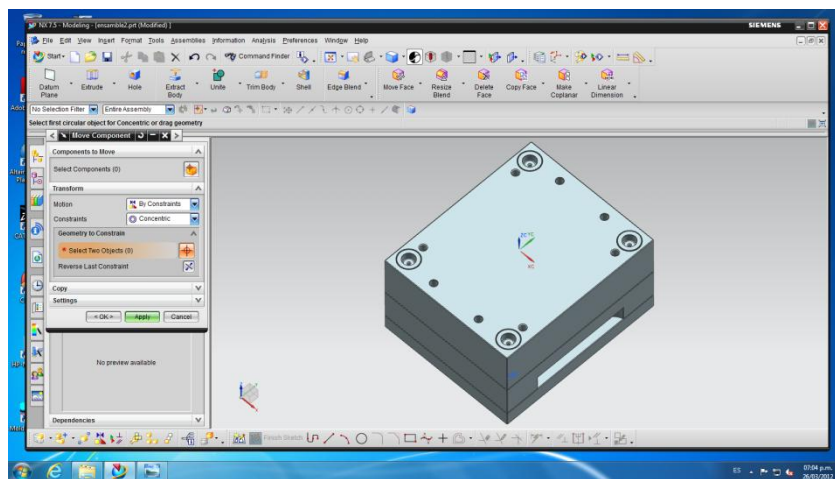 NX 7.5 - Modeling - [ensamble2.prt (Modified) ]
SIEMENS
File Edit View Insert Format Tools Assemblies Information Analysis Preferences Window Help
Start Command Finder
Datum Plane
Extrude
Hole
Extract Body
Unite
Trim Body
Shell
Edge Blend
Move Face
Resize Blend
Delete Face
Copy Face
Make Coplanar
Linear Dimension
No Selection Filter Entire Assembly
Select first circular object for Concentric or drag geometry
Move Component
Components to Move
Select Components (0)
Transform
Motion By Constraints
Constraints Concentric
Geometry to Constrain
* Select Two Objects (0)
Reverse Last Constraint
Copy
Settings
< OK > Apply Cancel
No preview available
Dependencies
Finish Sketch
ES 07:04 p.m.
26/03/2012